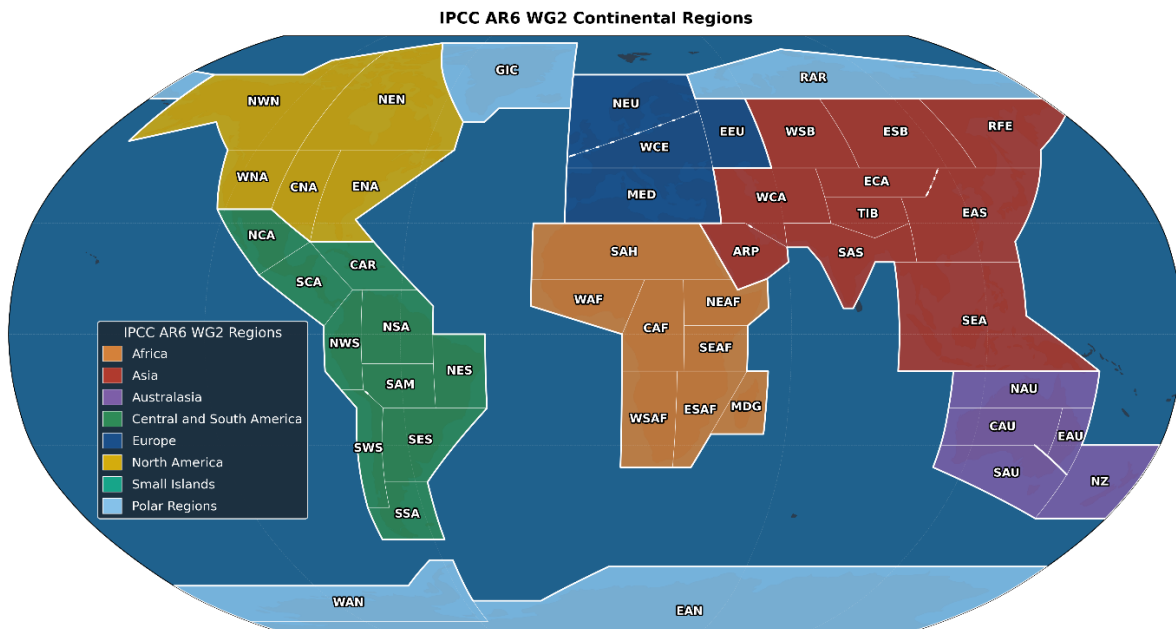 IPCC AR6 WG2 Continental Regions
GIC
RAR
NWN
NEN
NEU
WSB
ESB
RFE
EEU
WCE
WNA
CNA
ENA
MED
WCA
ECA
TIB
EAS
NCA
CAR
SCA
SAH
ARP
SAS
WAF
NEAF
NSA
CAF
SEA
NWS
SEAF
NES
SAM
WSAF
ESAF
MDG
NAU
CAU
EAU
SWS
SES
SAU
NZ
SSA
WAN
EAN
IPCC AR6 WG2 Regions
Africa
Asia
Australasia
Central and South America
Europe
North America
Small Islands
Polar Regions